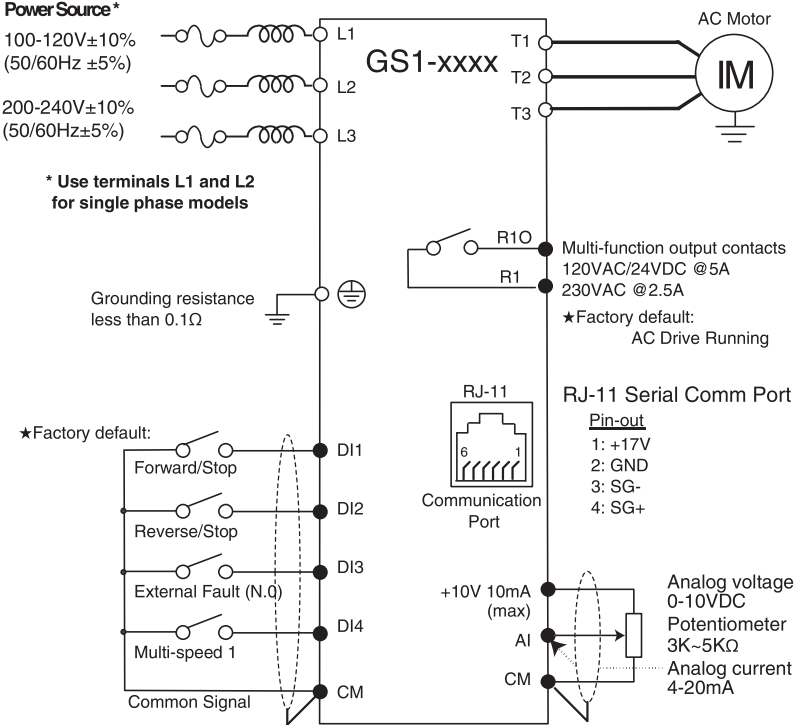 Power Source *
100-120V±10%
(50/60Hz ±5%)
200-240V±10%
(50/60Hz±5%)
* Use terminals L1 and L2
for single phase models
L1
L2
L3
GS1-xxxx
T1
T2
T3
AC Motor
IM
R1O
R1
Multi-function output contacts
120VAC/24VDC @5A
230VAC @2.5A
★Factory default:
AC Drive Running
Grounding resistance
less than 0.1Ω
RJ-11
6 1
Communication
Port
RJ-11 Serial Comm Port
Pin-out
1: +17V
2: GND
3: SG-
4: SG+
★Factory default:
Forward/Stop
Reverse/Stop
External Fault (N.0)
Multi-speed 1
Common Signal
DI1
DI2
DI3
DI4
CM
+10V 10mA
(max)
AI
CM
Analog voltage
0-10VDC
Potentiometer
3K~5KΩ
Analog current
4-20mA